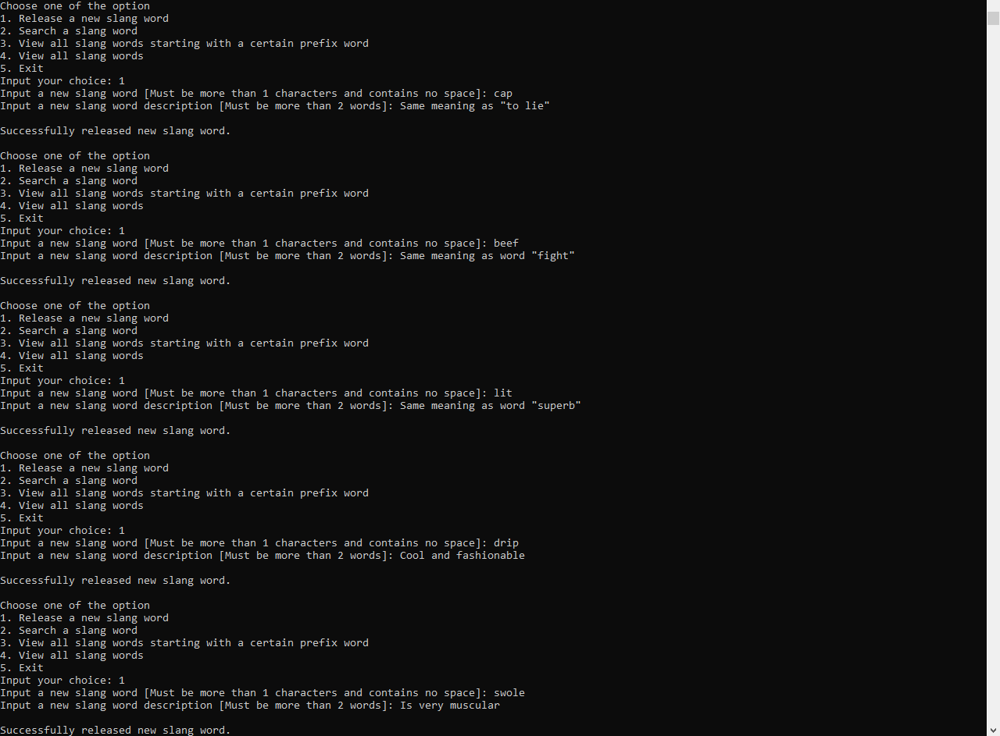 Choose one of the option
1. Release a new slang word
2. Search a slang word
3. View all slang words starting with a certain prefix word
4. View all slang words
5. Exit
Input your choice: 1
Input a new slang word [Must be more than 1 characters and contains no space]: cap
Input a new slang word description [Must be more than 2 words]: Same meaning as "to lie"
Successfully released new slang word.
Choose one of the option
1. Release a new slang word
2. Search a slang word
3. View all slang words starting with a certain prefix word
4. View all slang words
5. Exit
Input your choice: 1
Input a new slang word [Must be more than 1 characters and contains no space]: beef
Input a new slang word description [Must be more than 2 words]: Same meaning as word "fight"
Successfully released new slang word.
Choose one of the option
1. Release a new slang word
2. Search a slang word
3. View all slang words starting with a certain prefix word
4. View all slang words
5. Exit
Input your choice: 1
Input a new slang word [Must be more than 1 characters and contains no space]: lit
Input a new slang word description [Must be more than 2 words]: Same meaning as word "superb"
Successfully released new slang word.
Choose one of the option
1. Release a new slang word
2. Search a slang word
3. View all slang words starting with a certain prefix word
4. View all slang words
5. Exit
Input your choice: 1
Input a new slang word [Must be more than 1 characters and contains no space]: drip
Input a new slang word description [Must be more than 2 words]: Cool and fashionable
Successfully released new slang word.
Choose one of the option
1. Release a new slang word
2. Search a slang word
3. View all slang words starting with a certain prefix word
4. View all slang words
5. Exit
Input your choice: 1
Input a new slang word [Must be more than 1 characters and contains no space]: swole
Input a new slang word description [Must be more than 2 words]: Is very muscular
Successfully released new slang word.